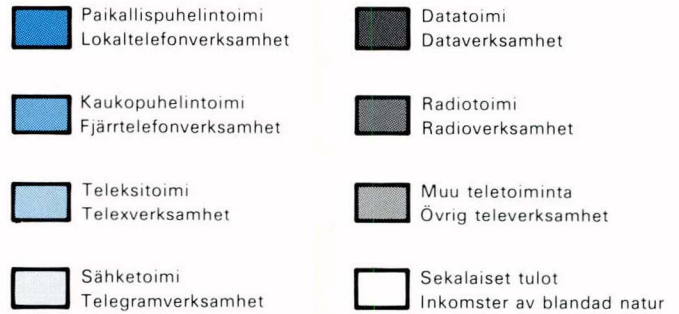 Paikallispuhelintoimi
Lokaltelefonverksamhet
Kaukopuhelintoimi
Fjärrtelefonverksamhet
Teleksitoimi
Telexverksamhet
Sähketoimi
Telegramverksamhet
Datatoimi
Dataverksamhet
Radiotoimi
Radioverksamhet
Muu teletoiminta
Övrig televerksamhet
Sekalaiset tulot
Inkomster av blandad natur